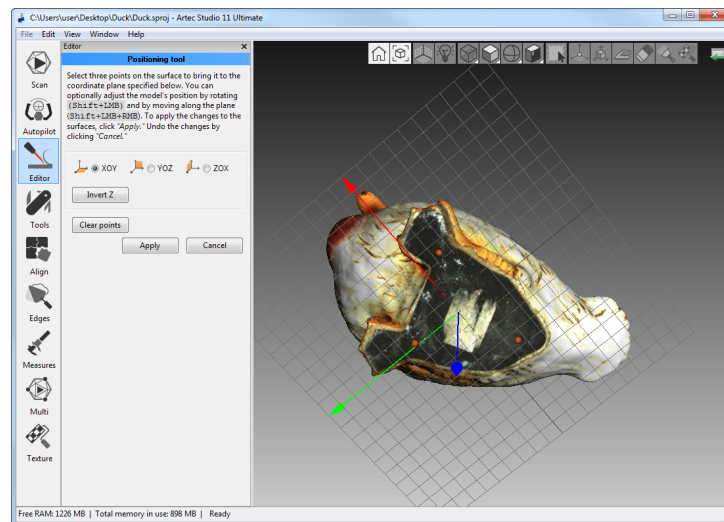 C:\Users\user\Desktop\Duck\Duck.sproj - Artec Studio 11 Ultimate
File Edit View Window Help
Editor
Positioning tool
Select three points on the surface to bring it to the
coordinate plane specified below. You can
optionally adjust the model's position by rotating
(Shift+LMB) and by moving along the plane
(Shift+LMB+RMB). To apply the changes to the
surfaces, click "Apply." Undo the changes by
clicking "Cancel."
XOY YOZ ZOX
Invert Z
Clear points
Apply Cancel
Scan
Autopilot
Editor
Tools
Align
Edges
Measures
Multi
Texture
Free RAM: 1226 MB | Total memory in use: 898 MB | Ready